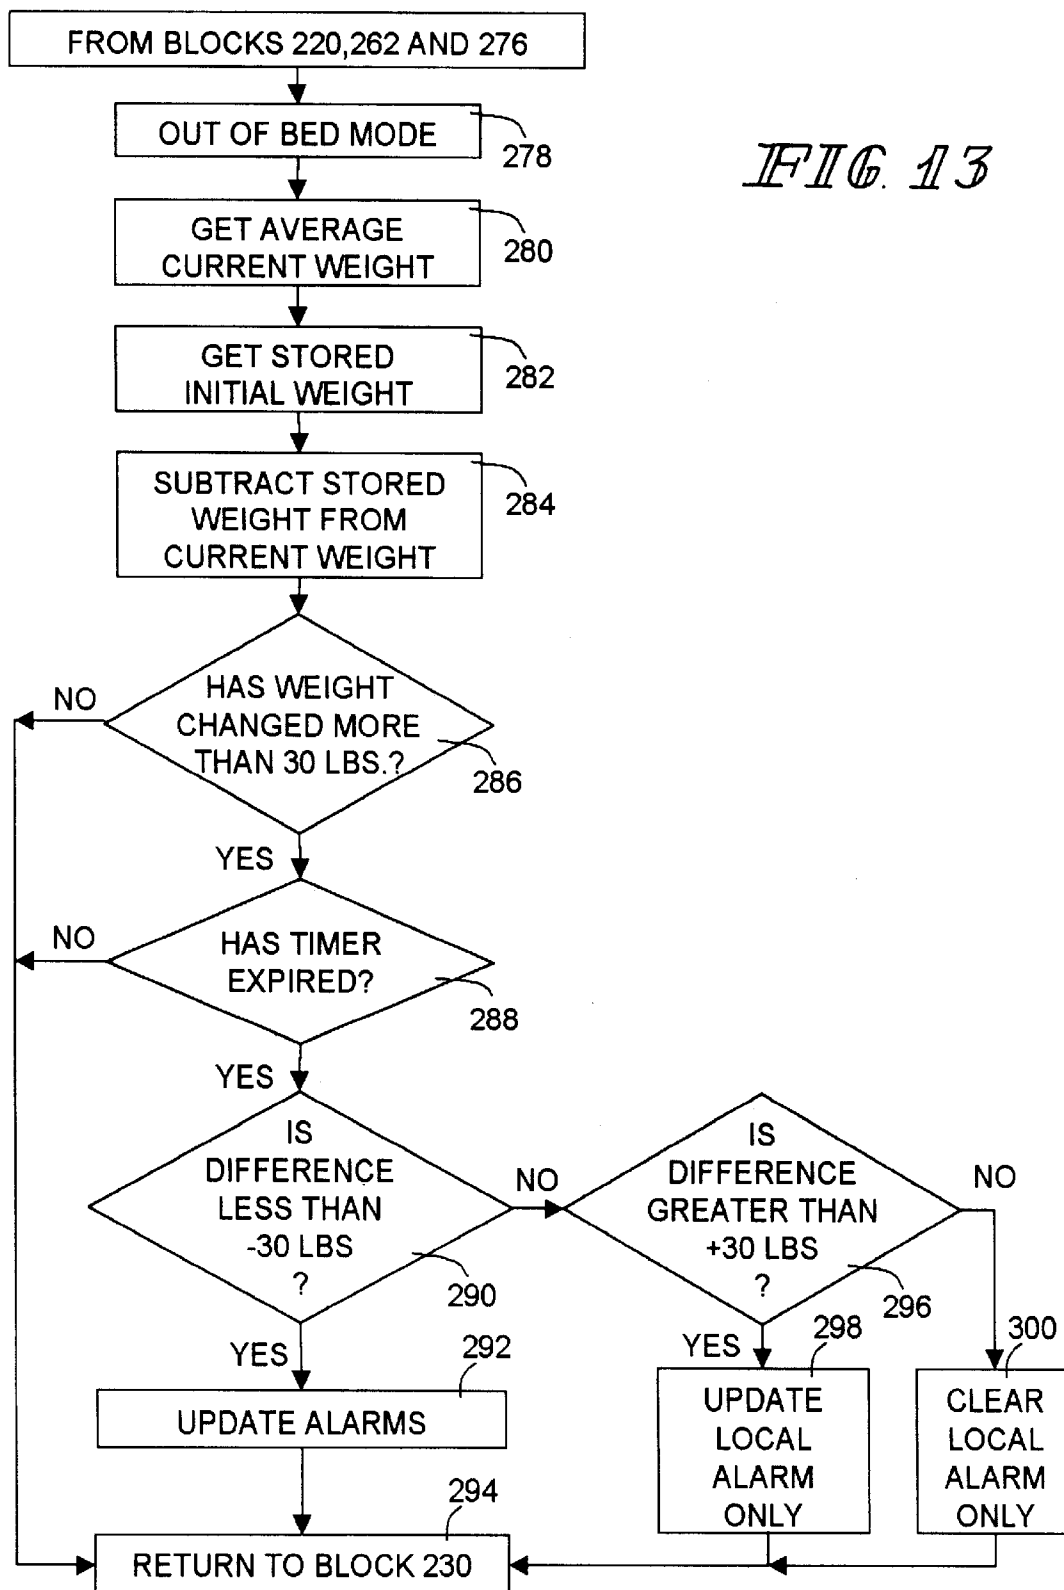 FROM BLOCKS 220,262 AND 276
OUT OF BED MODE
278
FIG. 13
GET AVERAGE
CURRENT WEIGHT
280
GET STORED
INITIAL WEIGHT
282
SUBTRACT STORED
WEIGHT FROM
CURRENT WEIGHT
284
NO
HAS WEIGHT
CHANGED MORE
THAN 30 LBS.?
286
YES
NO
HAS TIMER
EXPIRED?
288
YES
IS
DIFFERENCE
LESS THAN
-30 LBS
?
290
NO
IS
DIFFERENCE
GREATER THAN
+30 LBS
?
296
NO
YES
292
UPDATE ALARMS
YES
298
UPDATE
LOCAL
ALARM
ONLY
300
CLEAR
LOCAL
ALARM
ONLY
294
RETURN TO BLOCK 230